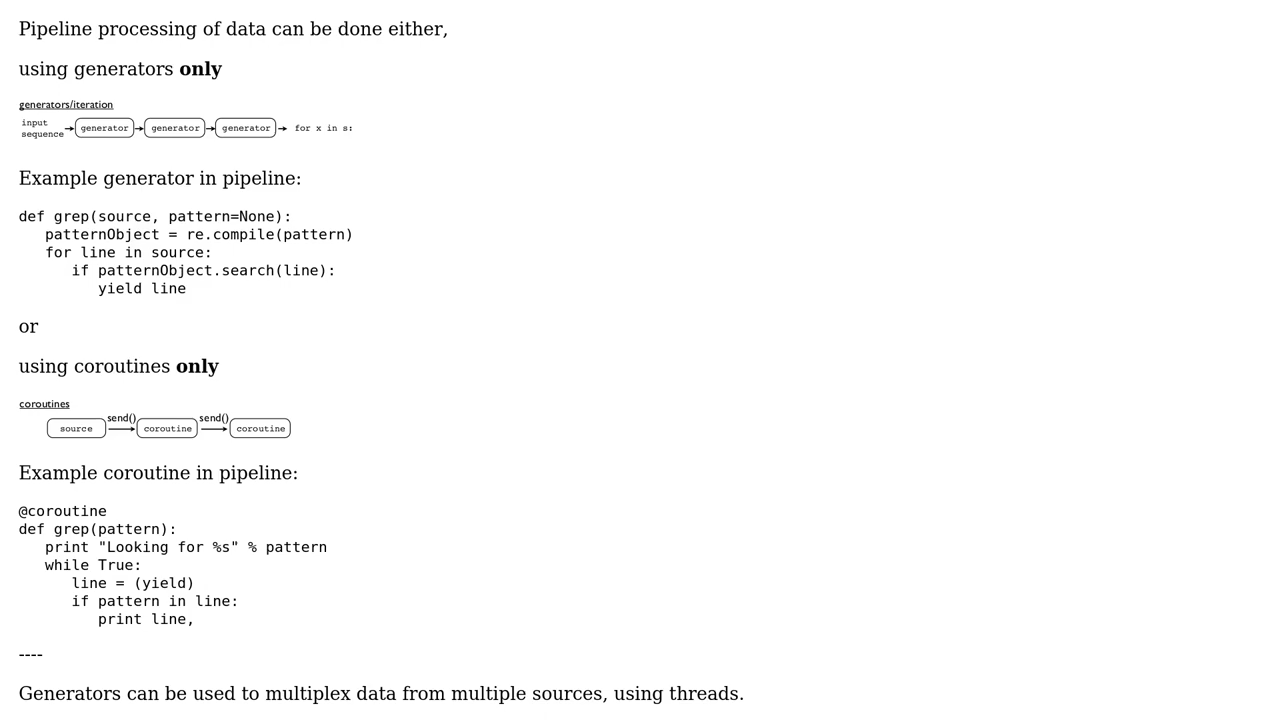 Pipeline processing of data can be done either,
using generators only
generators/iteration
input
sequence
generator generator generator for x in s:
Example generator in pipeline:
def grep(source, pattern=None):
   patternObject = re.compile(pattern)
   for line in source:
      if patternObject.search(line):
         yield line
or
using coroutines only
coroutines
send() send()
source coroutine coroutine
Example coroutine in pipeline:
@coroutine
def grep(pattern):
   print "Looking for %s" % pattern
   while True:
      line = (yield)
      if pattern in line:
         print line,
----
Generators can be used to multiplex data from multiple sources, using threads.